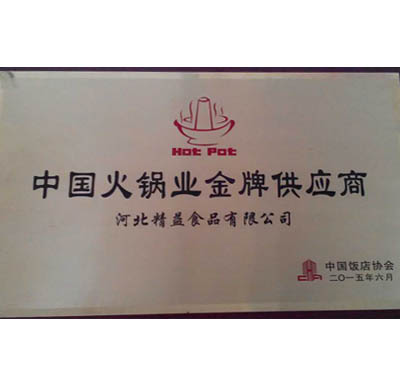 Hot Pot
中国火锅业金牌供应商
河北精益食品有限公司
中国饭店协会
二〇一五年六月